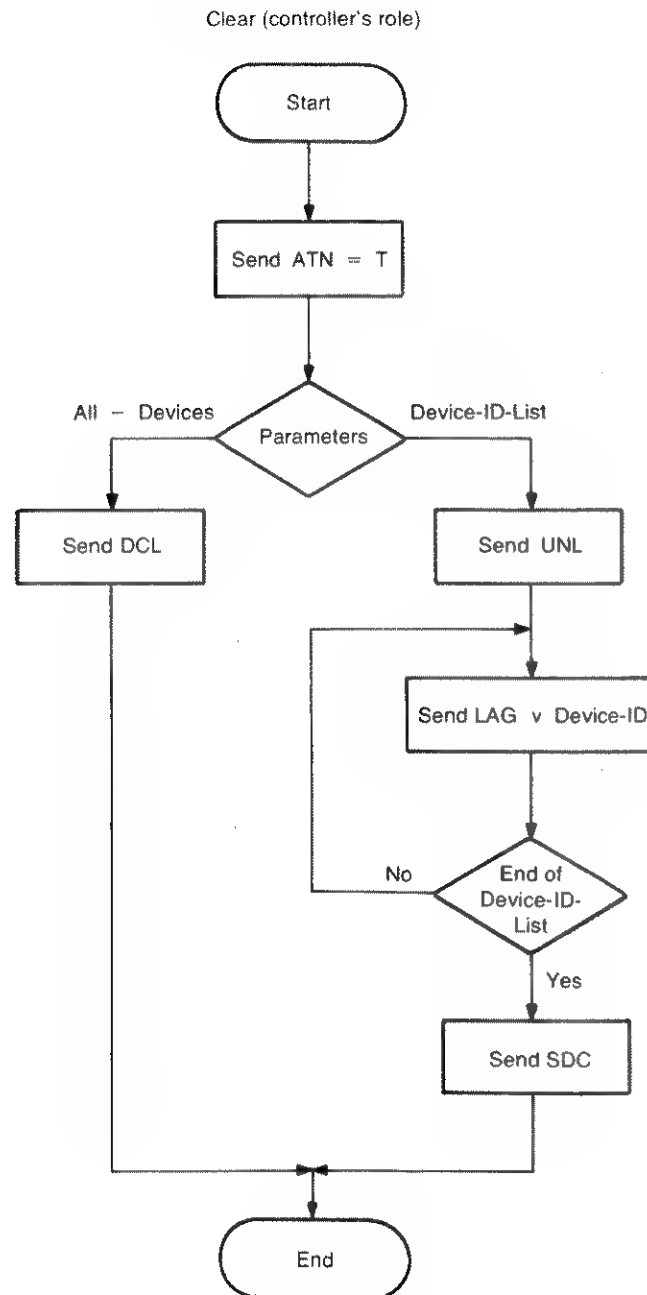 Clear (controller's role)
Start
Send ATN = T
All – Devices
Parameters
Device-ID-List
Send DCL
Send UNL
Send LAG v Device-ID
No
End of
Device-ID-
List
Yes
Send SDC
End